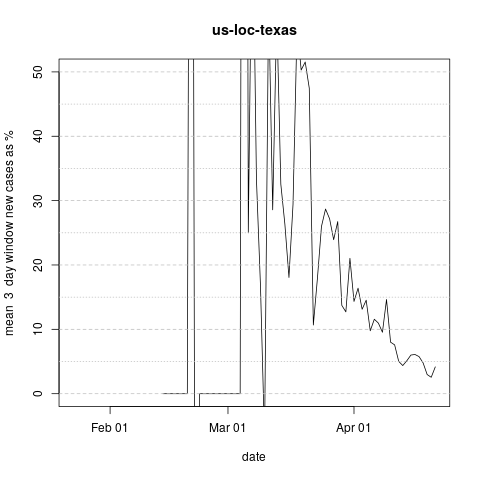 us-loc-texas
mean 3 day window new cases as %
50
40
30
20
10
0
Feb 01
Mar 01
Apr 01
date